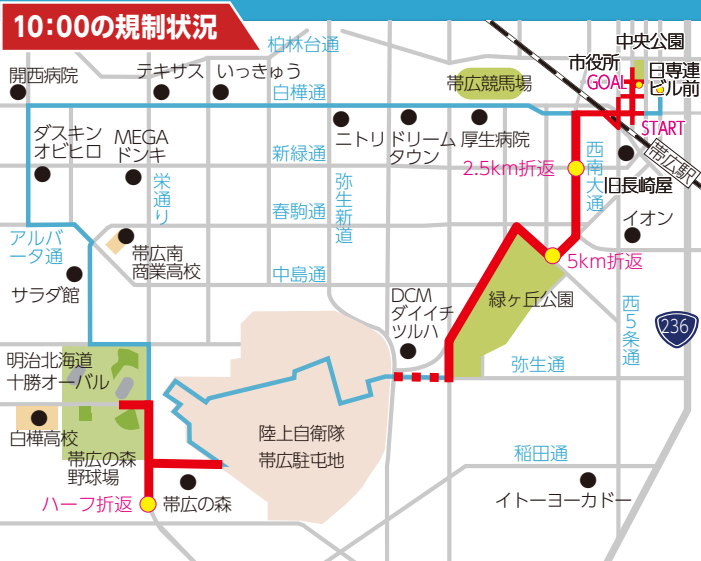 10:00の規制状況
柏林台通
中央公園
市役所
GOAL
日専連
ビル前
開西病院
テキサス
いっきゅう
帯広競馬場
白樺通
START
ダスキン
オビヒロ
MEGA
ドンキ
ニトリ
ドリーム
タウン
厚生病院
新緑通
2.5km折返
西南大通
帯広駅
旧長崎屋
栄通り
弥生新道
春駒通
イオン
アルバ
ータ通
帯広南
商業高校
5km折返
中島通
サラダ館
DCM
ダイイチ
ツルハ
緑ヶ丘公園
西5条通
236
明治北海道
十勝オーバル
弥生通
白樺高校
陸上自衛隊
帯広駐屯地
帯広の森
野球場
稲田通
ハーフ折返
帯広の森
イトーヨーカドー